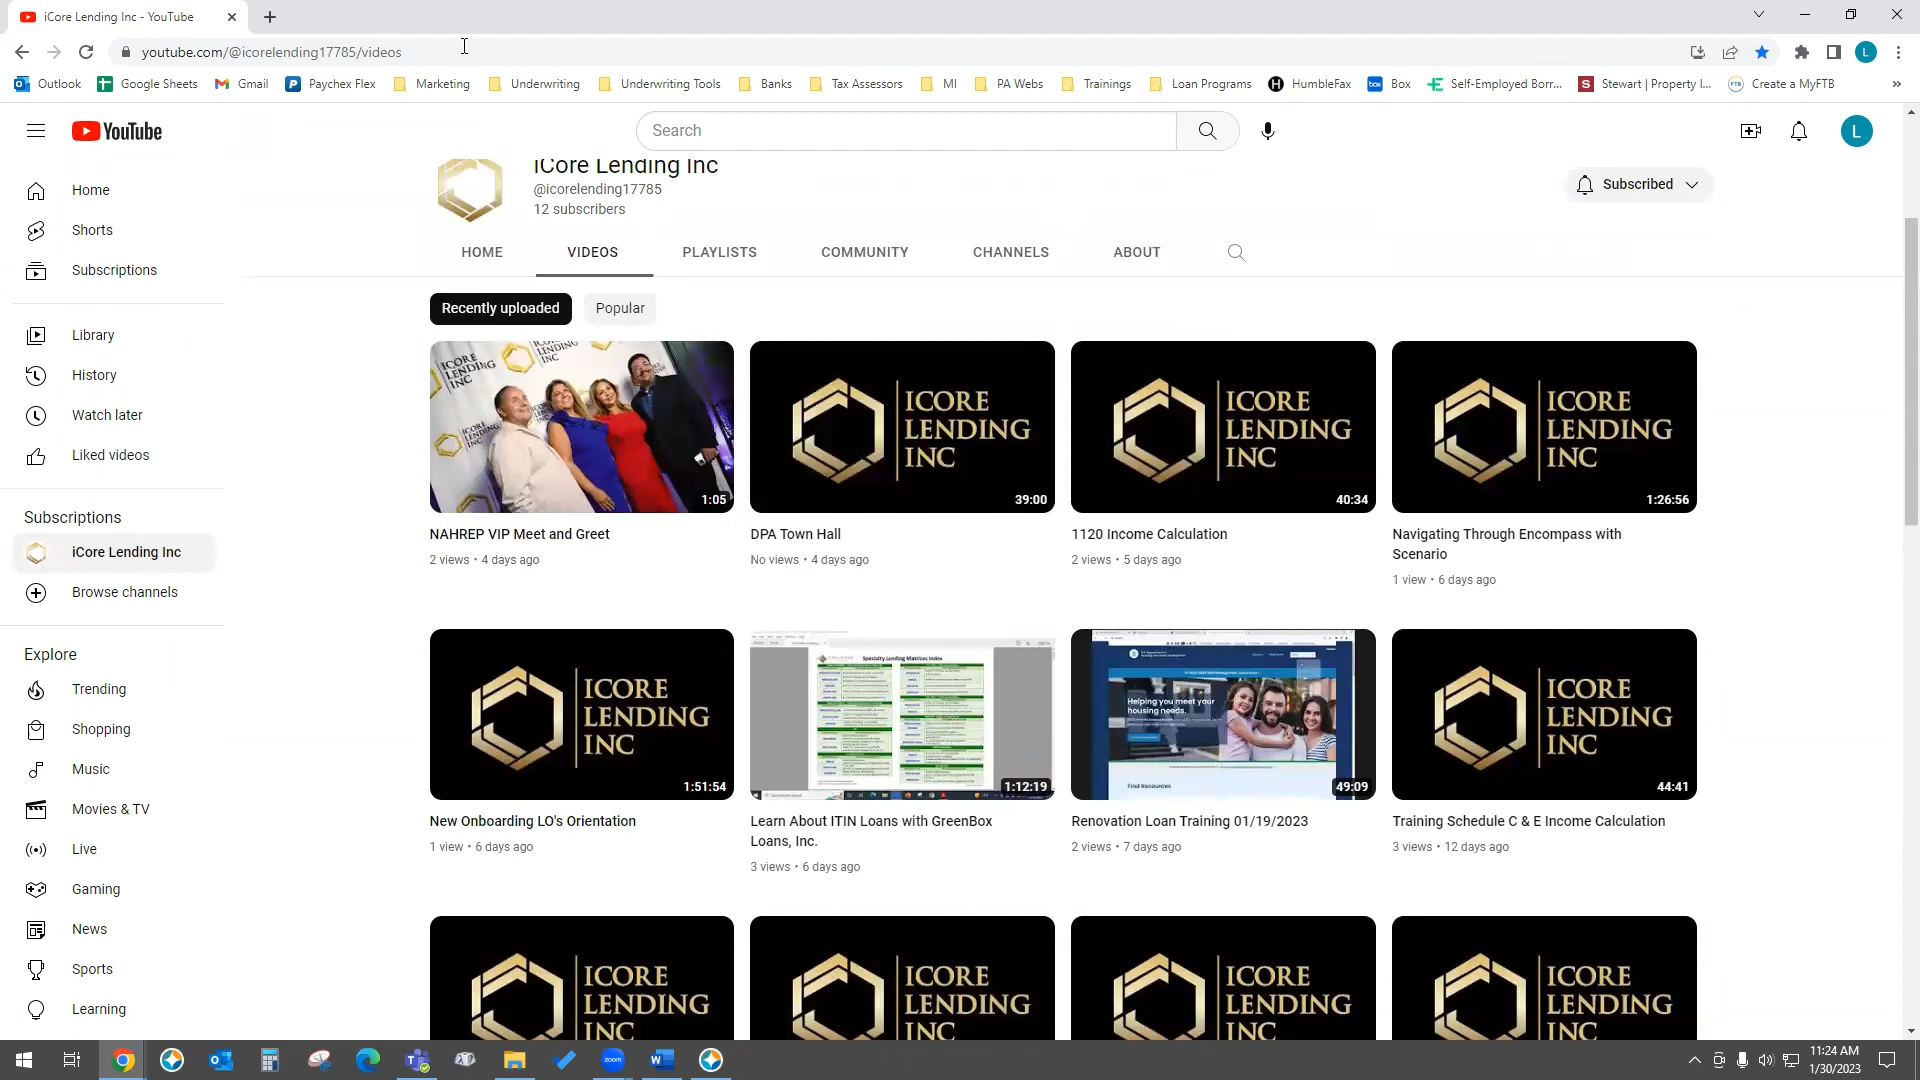 iCore Lending Inc - YouTube
youtube.com/@icorelending17785/videos
Outlook Google Sheets Gmail Paychex Flex Marketing Underwriting Underwriting Tools Banks Tax Assessors MI PA Webs Trainings Loan Programs HumbleFax Box Self-Employed Borr... Stewart | Property I... Create a MyFTB »
YouTube
Search
L
iCore Lending Inc
@icorelending17785
12 subscribers
Subscribed
HOME VIDEOS PLAYLISTS COMMUNITY CHANNELS ABOUT
Recently uploaded Popular
Home
Shorts
Subscriptions
Library
History
Watch later
Liked videos
Subscriptions
iCore Lending Inc
Browse channels
Explore
Trending
Shopping
Music
Movies & TV
Live
Gaming
News
Sports
Learning
ICORE
LENDING
INC
1:05
NAHREP VIP Meet and Greet
2 views • 4 days ago
ICORE
LENDING
INC
39:00
DPA Town Hall
No views • 4 days ago
ICORE
LENDING
INC
40:34
1120 Income Calculation
2 views • 5 days ago
ICORE
LENDING
INC
1:26:56
Navigating Through Encompass with
Scenario
1 view • 6 days ago
ICORE
LENDING
INC
1:51:54
New Onboarding LO's Orientation
1 view • 6 days ago
Specialty Lending Matrices Index
1:12:19
Learn About ITIN Loans with GreenBox
Loans, Inc.
3 views • 6 days ago
Helping you meet your
housing needs.
Find Resources
49:09
Renovation Loan Training 01/19/2023
2 views • 7 days ago
ICORE
LENDING
INC
44:41
Training Schedule C & E Income Calculation
3 views • 12 days ago
ICORE
LENDING
INC
ICORE
LENDING
INC
ICORE
LENDING
INC
ICORE
LENDING
INC
zoom
11:24 AM
1/30/2023